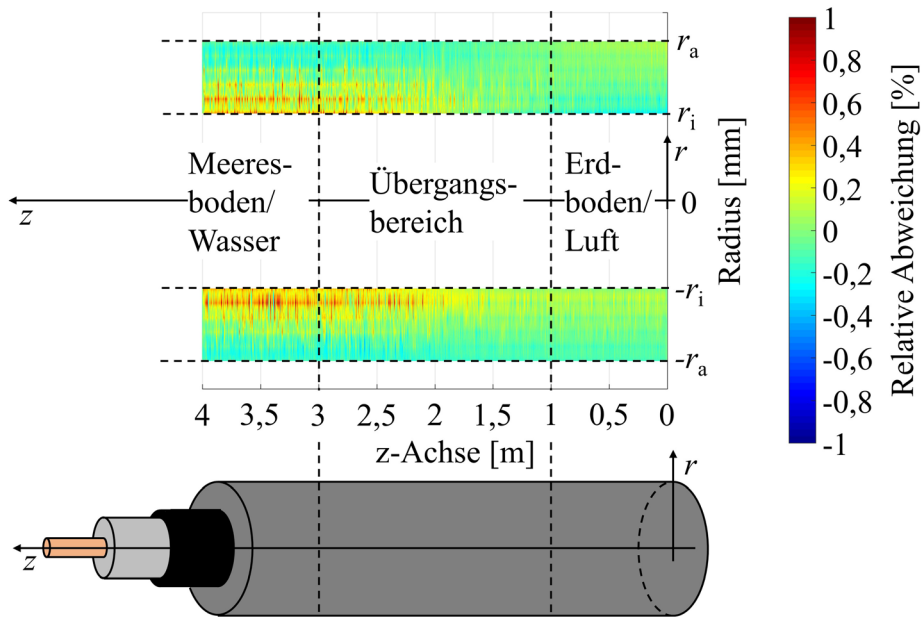 r_a
r_i
r
Meeres-
boden/
Wasser
Übergangs-
bereich
Erd-
boden/
Luft
z
0
-r_i
-r_a
Radius [mm]
4 3,5 3 2,5 2 1,5 1 0,5 0
z-Achse [m]
1
0,8
0,6
0,4
0,2
0
-0,2
-0,4
-0,6
-0,8
-1
Relative Abweichung [%]
r
z